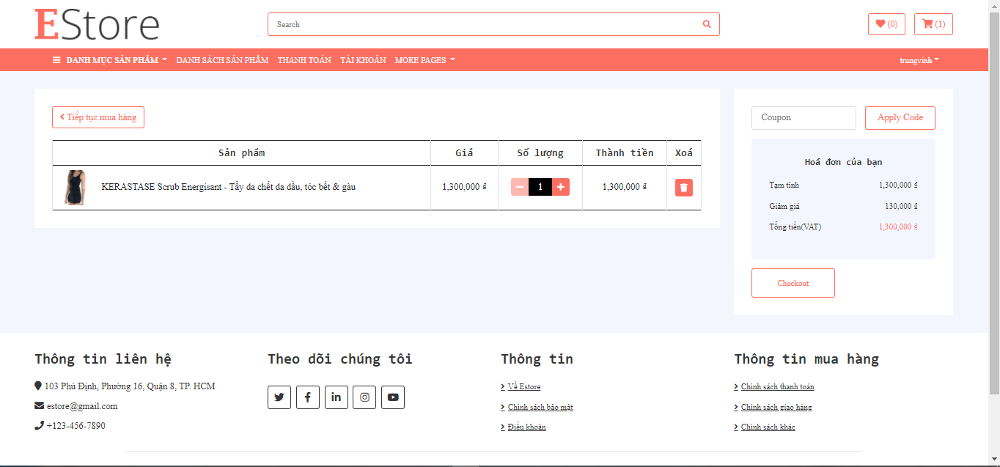 EStore
Search
(0)
(1)
DANH MỤC SẢN PHẨM DANH SÁCH SẢN PHẨM THANH TOÁN TÀI KHOẢN MORE PAGES trungvinh
Tiếp tục mua hàng
Sản phẩm Giá Số lượng Thành tiền Xoá
KERASTASE Scrub Energisant - Tẩy da chết da dầu, tóc bết & gàu 1,300,000 ₫ 1 1,300,000 ₫
Coupon Apply Code
Hoá đơn của bạn
Tạm tính 1,300,000 ₫
Giảm giá 130,000 ₫
Tổng tiền(VAT) 1,300,000 ₫
Checkout
Thông tin liên hệ
103 Phú Định, Phường 16, Quận 8, TP. HCM
estore@gmail.com
+123-456-7890
Theo dõi chúng tôi
Thông tin
Về Estore
Chính sách bảo mật
Điều khoản
Thông tin mua hàng
Chính sách thanh toán
Chính sách giao hàng
Chính sách khác